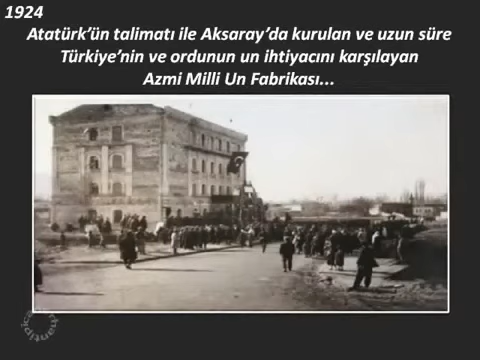 1924
Atatürk'ün talimatı ile Aksaray'da kurulan ve uzun süre
Türkiye'nin ve ordunun un ihtiyacını karşılayan
Azmi Milli Un Fabrikası...